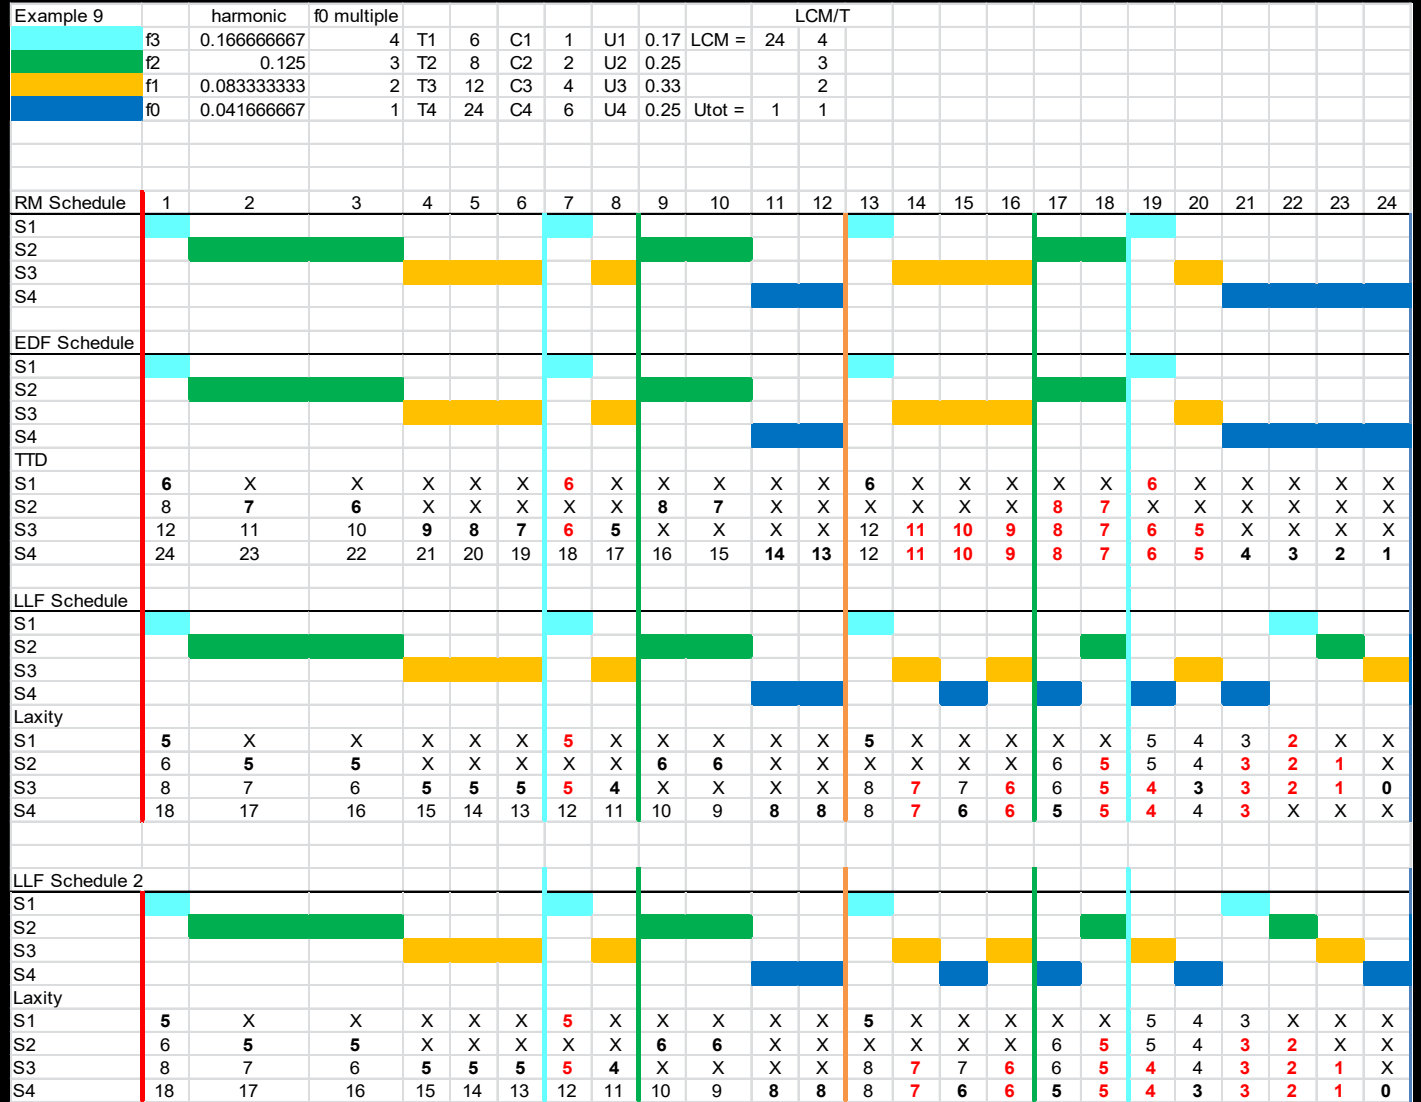 Example 9 harmonic f0 multiple LCM/T
f3 0.166666667 4 T1 6 C1 1 U1 0.17 LCM = 24 4
f2 0.125 3 T2 8 C2 2 U2 0.25 3
f1 0.083333333 2 T3 12 C3 4 U3 0.33 2
f0 0.041666667 1 T4 24 C4 6 U4 0.25 Utot = 1 1
RM Schedule 1 2 3 4 5 6 7 8 9 10 11 12 13 14 15 16 17 18 19 20 21 22 23 24
S1
S2
S3
S4
EDF Schedule
S1
S2
S3
S4
TTD
S1 6 X X X X X 6 X X X X X 6 X X X X X 6 X X X X X
S2 8 7 6 X X X X X 8 7 X X X X X X 8 7 X X X X X X
S3 12 11 10 9 8 7 6 5 X X X X 12 11 10 9 8 7 6 5 X X X X
S4 24 23 22 21 20 19 18 17 16 15 14 13 12 11 10 9 8 7 6 5 4 3 2 1
LLF Schedule
S1
S2
S3
S4
Laxity
S1 5 X X X X X 5 X X X X X 5 X X X X X 5 4 3 2 X X
S2 6 5 5 X X X X X 6 6 X X X X X X 6 5 5 4 3 2 1 X
S3 8 7 6 5 5 5 5 4 X X X X 8 7 7 6 6 5 4 3 3 2 1 0
S4 18 17 16 15 14 13 12 11 10 9 8 8 8 7 6 6 5 5 4 4 3 X X X
LLF Schedule 2
S1
S2
S3
S4
Laxity
S1 5 X X X X X 5 X X X X X 5 X X X X X 5 4 3 X X X
S2 6 5 5 X X X X X 6 6 X X X X X X 6 5 5 4 3 2 X X
S3 8 7 6 5 5 5 5 4 X X X X 8 7 7 6 6 5 4 4 3 2 1 X
S4 18 17 16 15 14 13 12 11 10 9 8 8 8 7 6 6 5 5 4 3 3 2 1 0